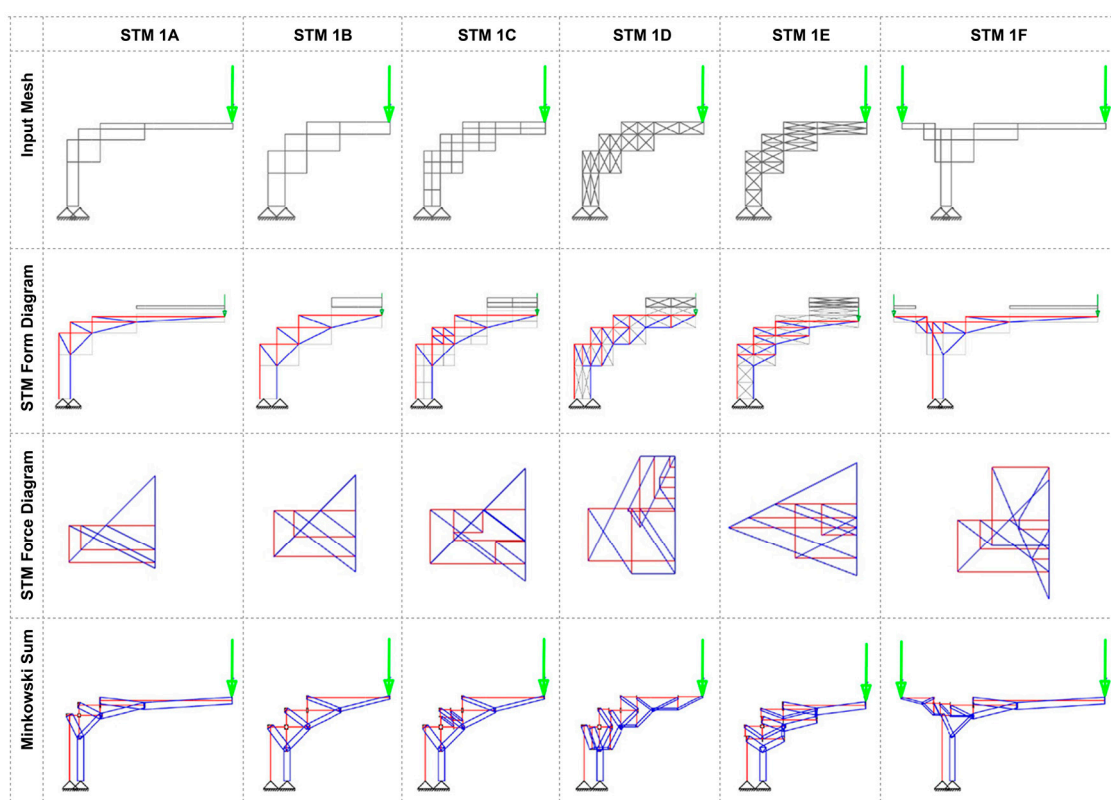 STM 1A STM 1B STM 1C STM 1D STM 1E STM 1F
Input Mesh
STM Form Diagram
STM Force Diagram
Minkowski Sum